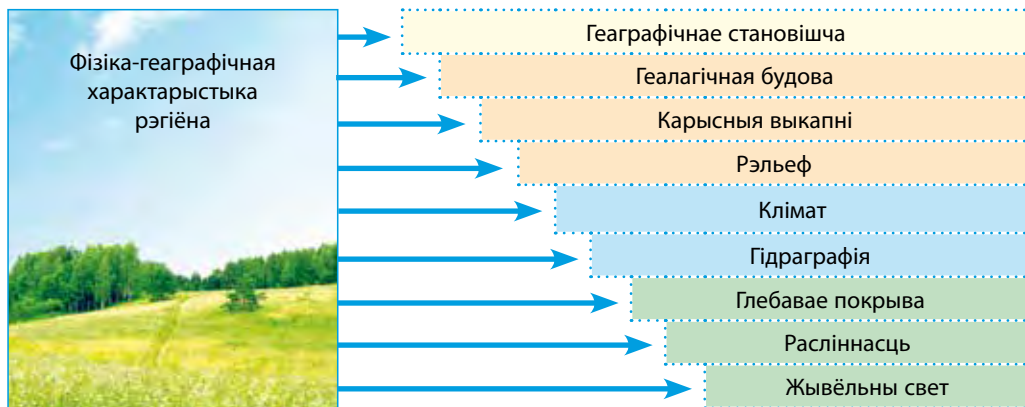 Фізіка-геаграфічная
характарыстыка
рэгіёна
Геаграфічнае становішча
Геалагічная будова
Карысныя выкапні
Рэльеф
Клімат
Гідраграфія
Глебавае покрыва
Расліннасць
Жывёльны свет